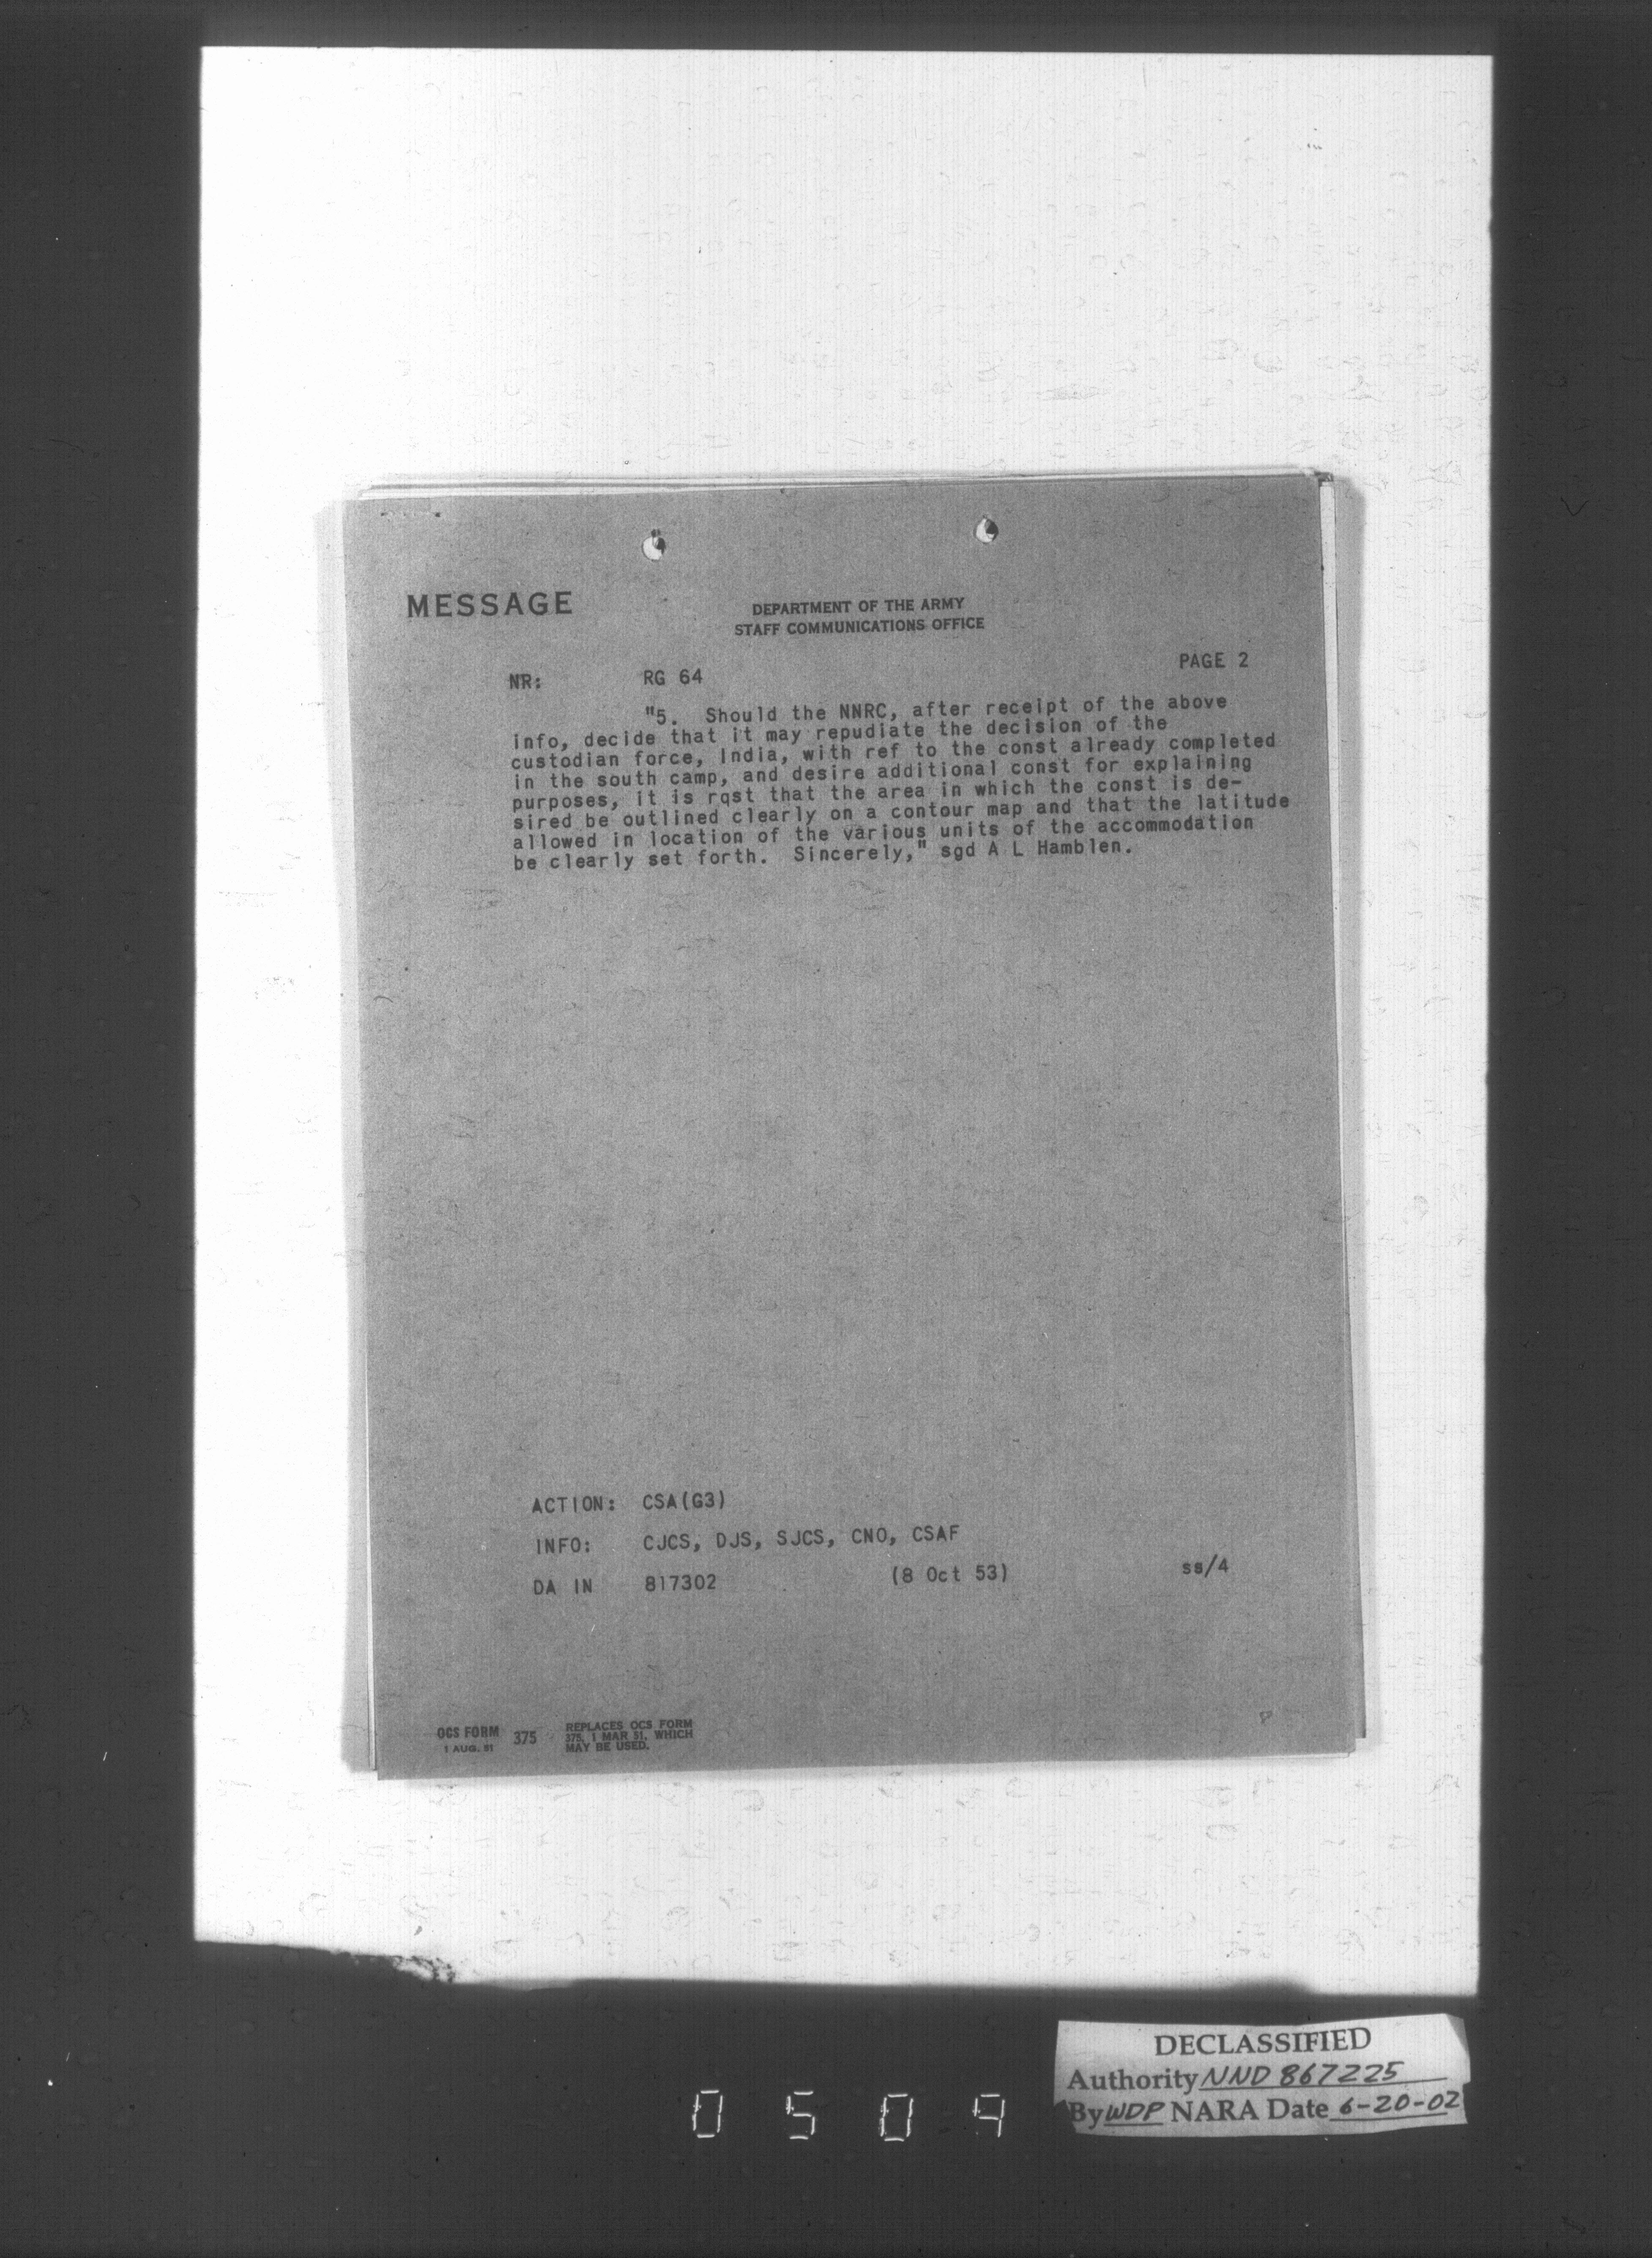 MESSAGE
DEPARTMENT OF THE ARMY
STAFF COMMUNICATIONS OFFICE
PAGE 2
NR: RG 64
"5. Should the NNRC, after receipt of the above
info, decide that it may repudiate the decision of the
custodian force, India, with ref to the const already completed
in the south camp, and desire additional const for explaining
purposes, it is rqst that the area in which the const is de-
sired be outlined clearly on a contour map and that the latitude
allowed in location of the various units of the accommodation
be clearly set forth. Sincerely," sgd A L Hamblen.
ACTION: CSA(G3)
INFO: CJCS, DJS, SJCS, CNO, CSAF
DA IN 817302 (8 Oct 53) ss/4
OCS FORM 375
1 AUG. 51
REPLACES OCS FORM
375, 1 MAR 51, WHICH
MAY BE USED.
DECLASSIFIED
Authority NND 867225
By WDP NARA Date 6-20-02
0509